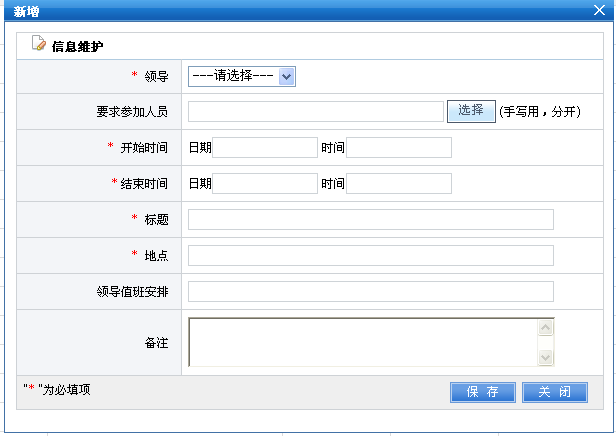 新增
信息维护
* 领导 ---请选择---
要求参加人员 选择 (手写用，分开)
* 开始时间 日期 时间
* 结束时间 日期 时间
* 标题
* 地点
领导值班安排
备注
"* "为必填项 保 存 关 闭